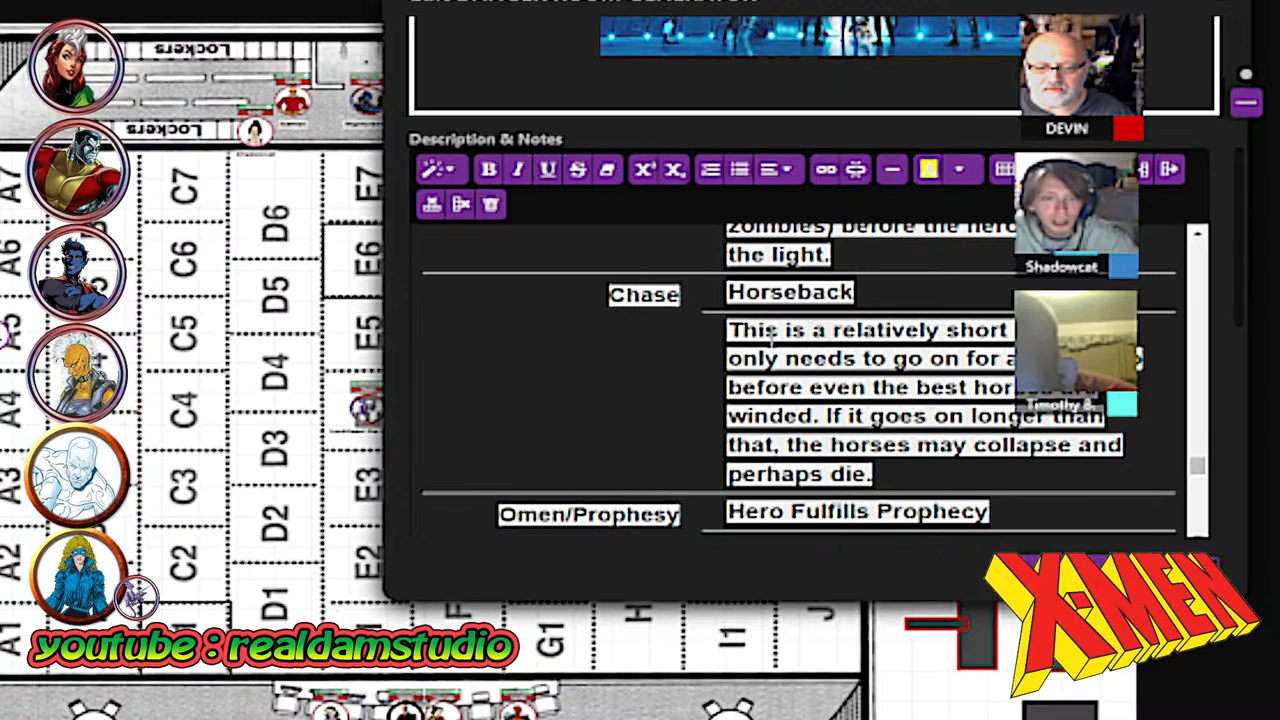 Lockers
Lockers
A7
A6
A5
A4
A3
A2
A1
C7
C6
C5
C4
C3
C2
D6
D5
D4
D3
D2
D1
E7
E6
E5
E3
E2
G1
H
I1
J
Description & Notes
B I U S
zombies) before the hero
the light.
Chase
Horseback
This is a relatively short
only needs to go on for a
before even the best hor
winded. If it goes on longer than
that, the horses may collapse and
perhaps die.
Omen/Prophesy
Hero Fulfills Prophecy
DEVIN
Shadowcat
Timothy B.
youtube : realdamstudio
X-MEN